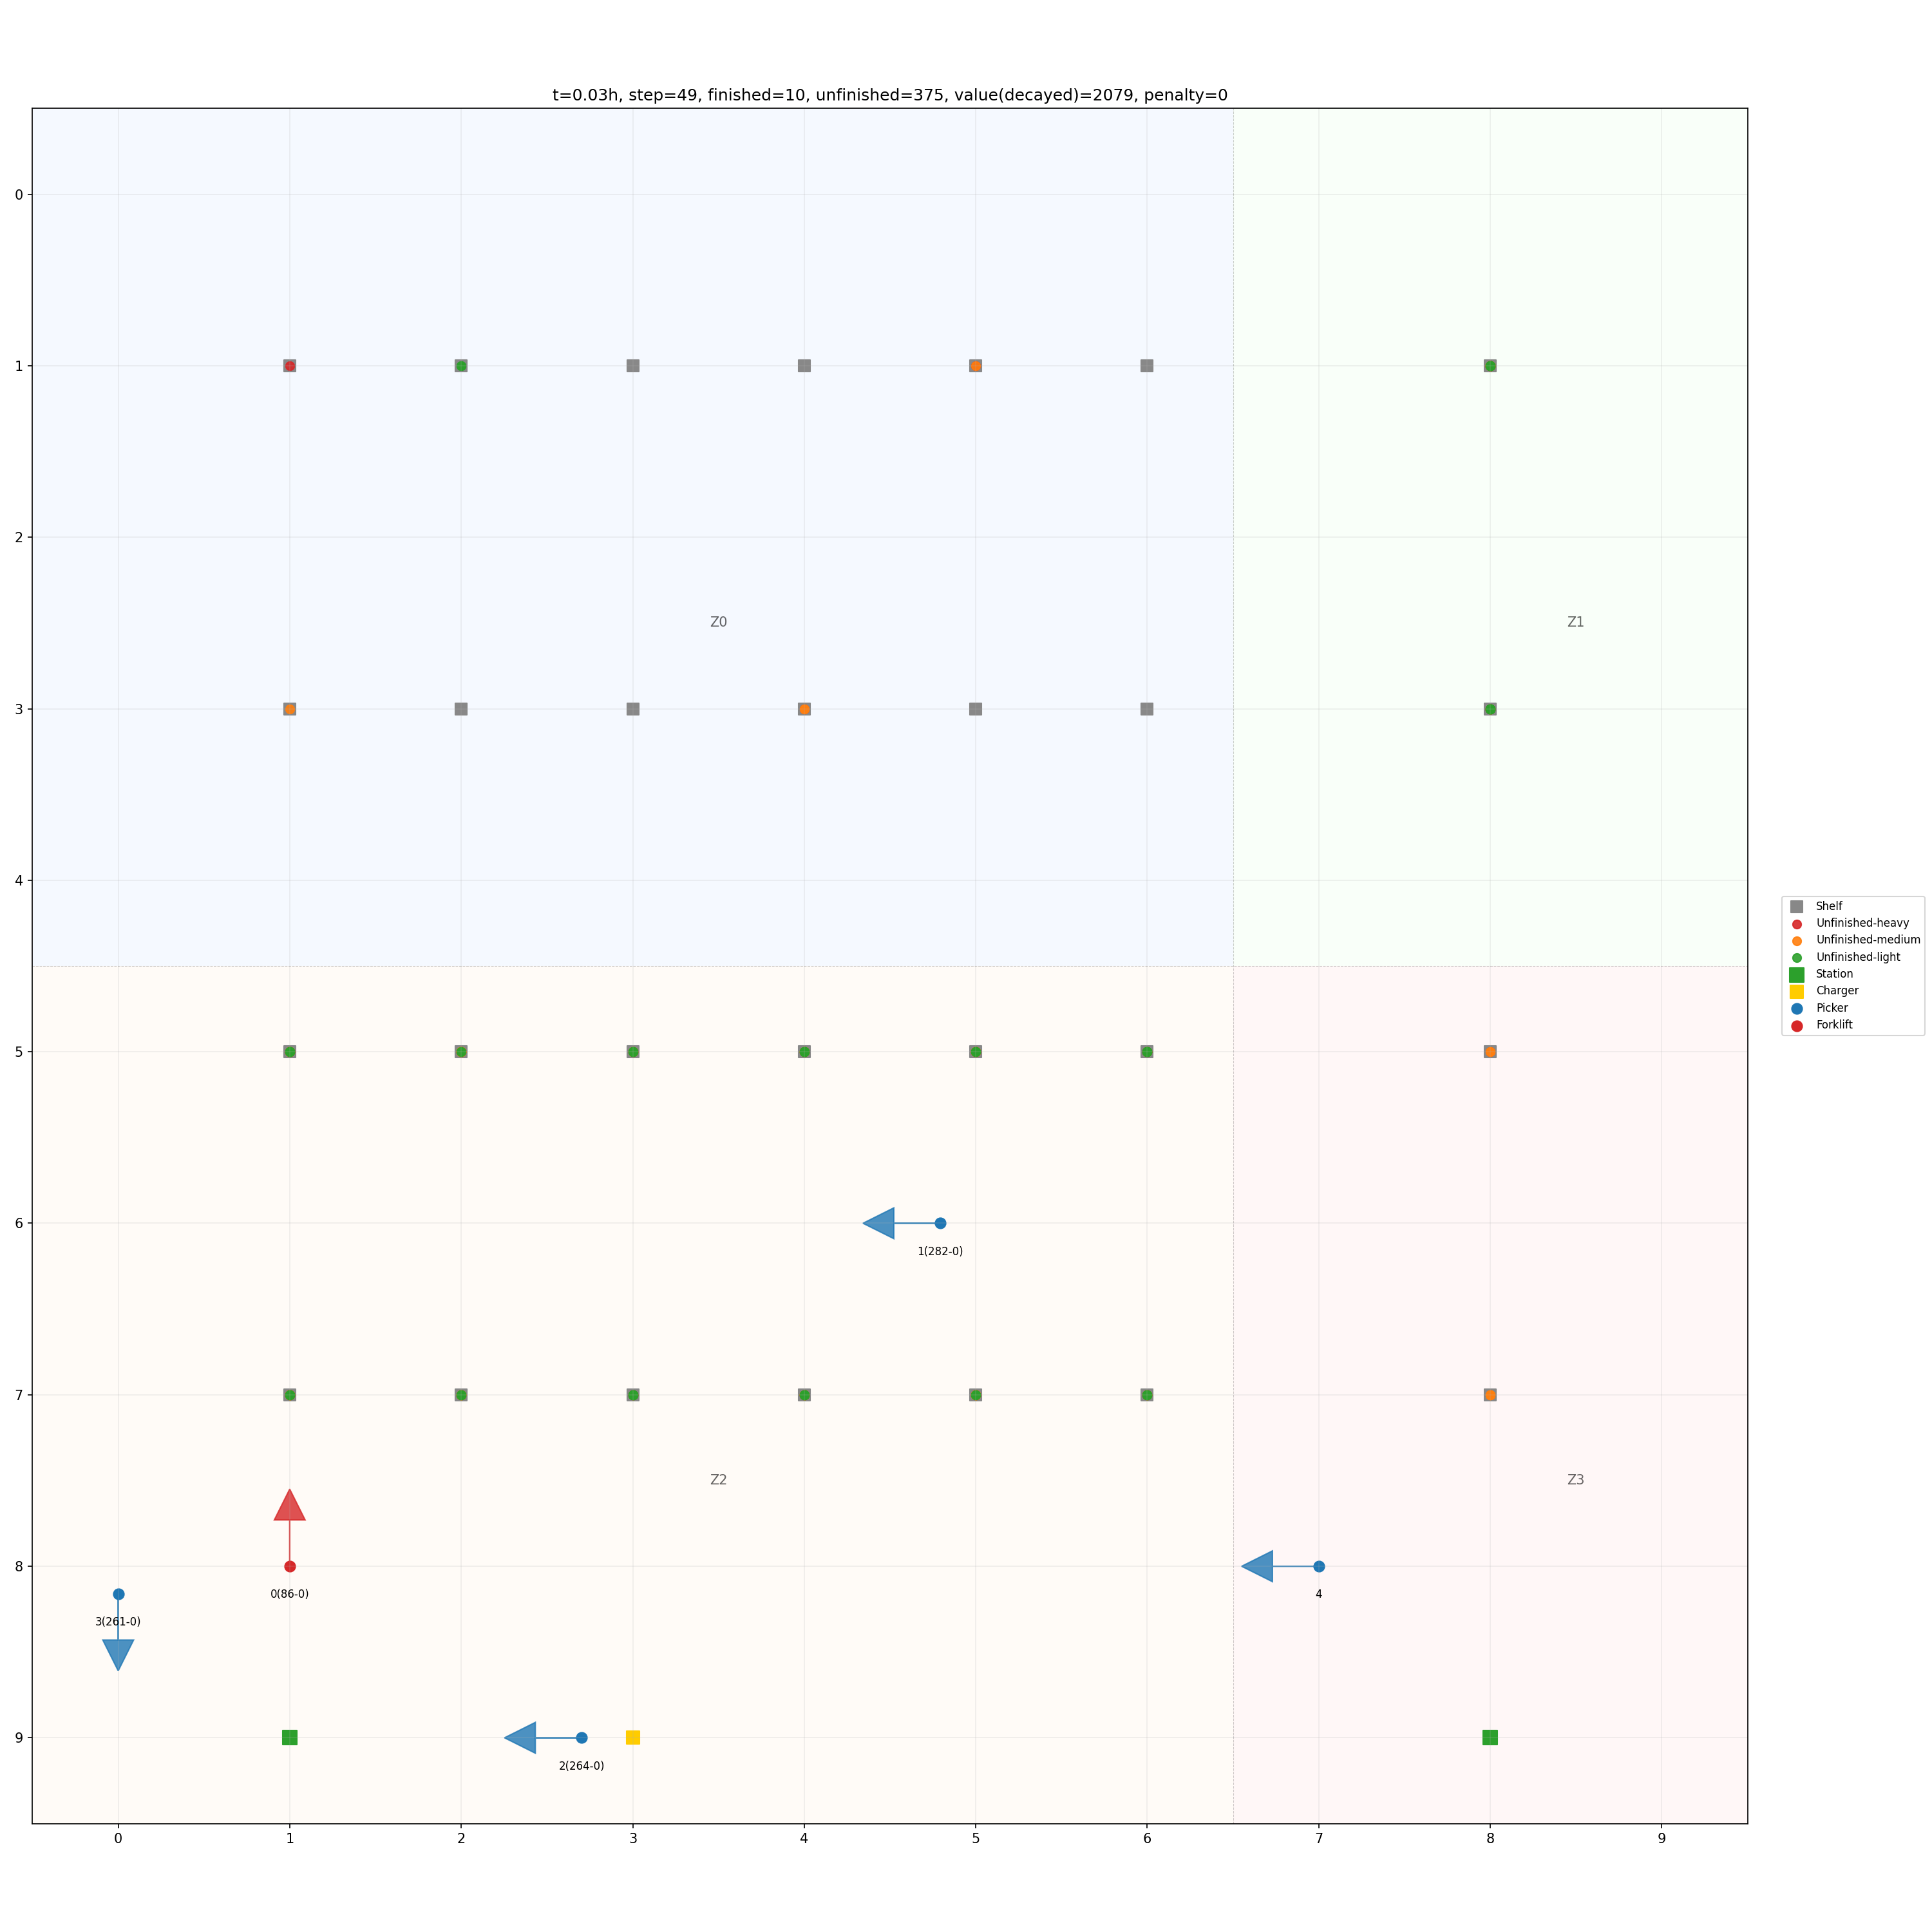 t=0.03h, step=49, finished=10, unfinished=375, value(decayed)=2079, penalty=0
0
1
2
Z0
Z1
3
4
Shelf
Unfinished-heavy
Unfinished-medium
Unfinished-light
Station
Charger
Picker
Forklift
5
6
1(282-0)
7
Z2
Z3
8
0(86-0)
4
3(261-0)
9
2(264-0)
0 1 2 3 4 5 6 7 8 9